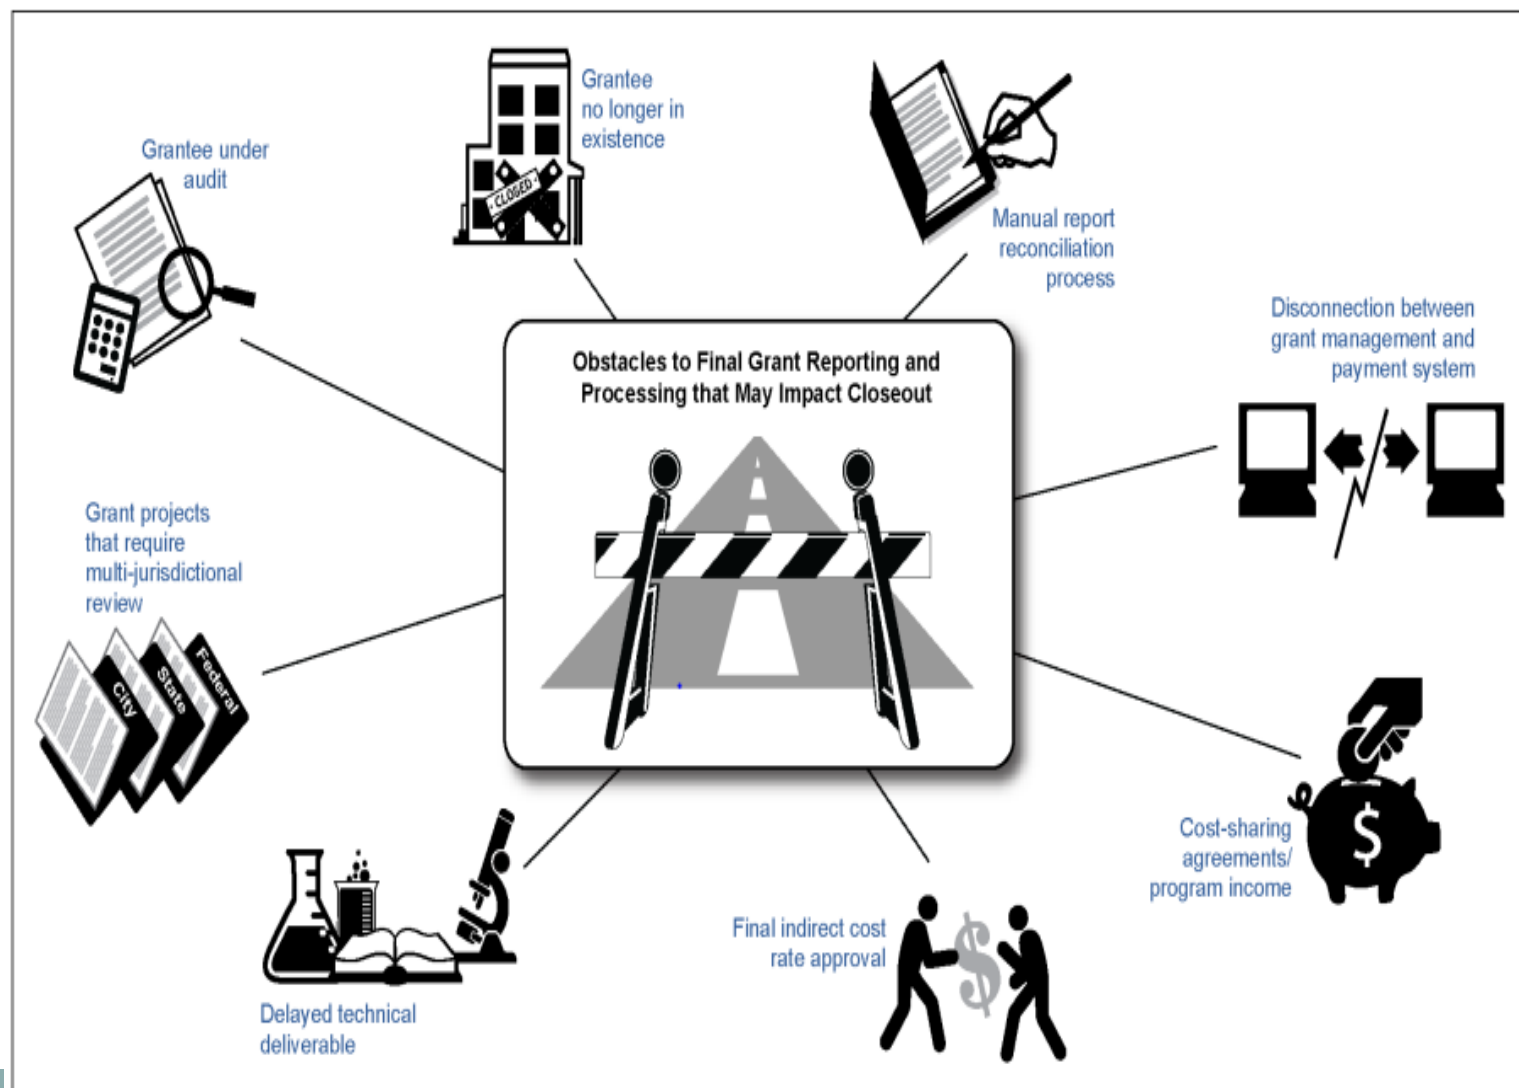 Grantee
no longer in
existence
CLOSED
Grantee under
audit
Manual report
reconciliation
process
Disconnection between
grant management and
payment system
Obstacles to Final Grant Reporting and
Processing that May Impact Closeout
Grant projects
that require
multi-jurisdictional
review
City
State
Federal
$
Cost-sharing
agreements/
program income
Final indirect cost
rate approval
$
Delayed technical
deliverable